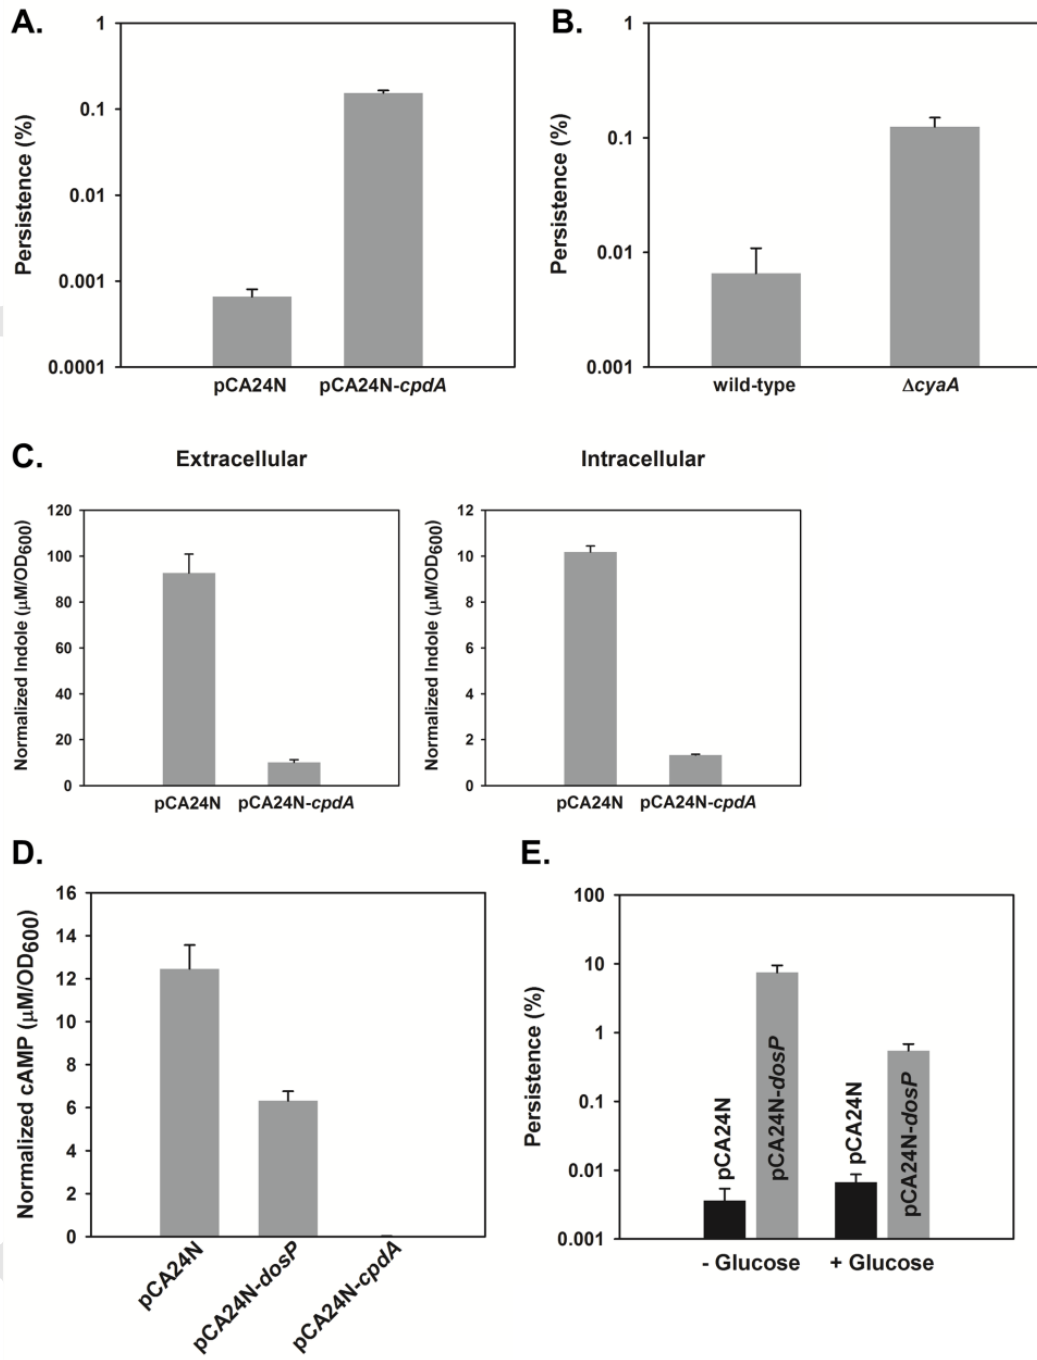 A.
Persistence (%)
1
0.1
0.01
0.001
0.0001
pCA24N pCA24N-cpdA
B.
Persistence (%)
1
0.1
0.01
0.001
wild-type ΔcyaA
C.
Extracellular
Normalized Indole (μM/OD600)
120
100
80
60
40
20
0
pCA24N pCA24N-cpdA
Intracellular
Normalized Indole (μM/OD600)
12
10
8
6
4
2
0
pCA24N pCA24N-cpdA
D.
Normalized cAMP (μM/OD600)
16
14
12
10
8
6
4
2
0
pCA24N
pCA24N-dosP
pCA24N-cpdA
E.
Persistence (%)
100
10
1
0.1
0.01
0.001
pCA24N
pCA24N-dosP
pCA24N
pCA24N-dosP
- Glucose + Glucose